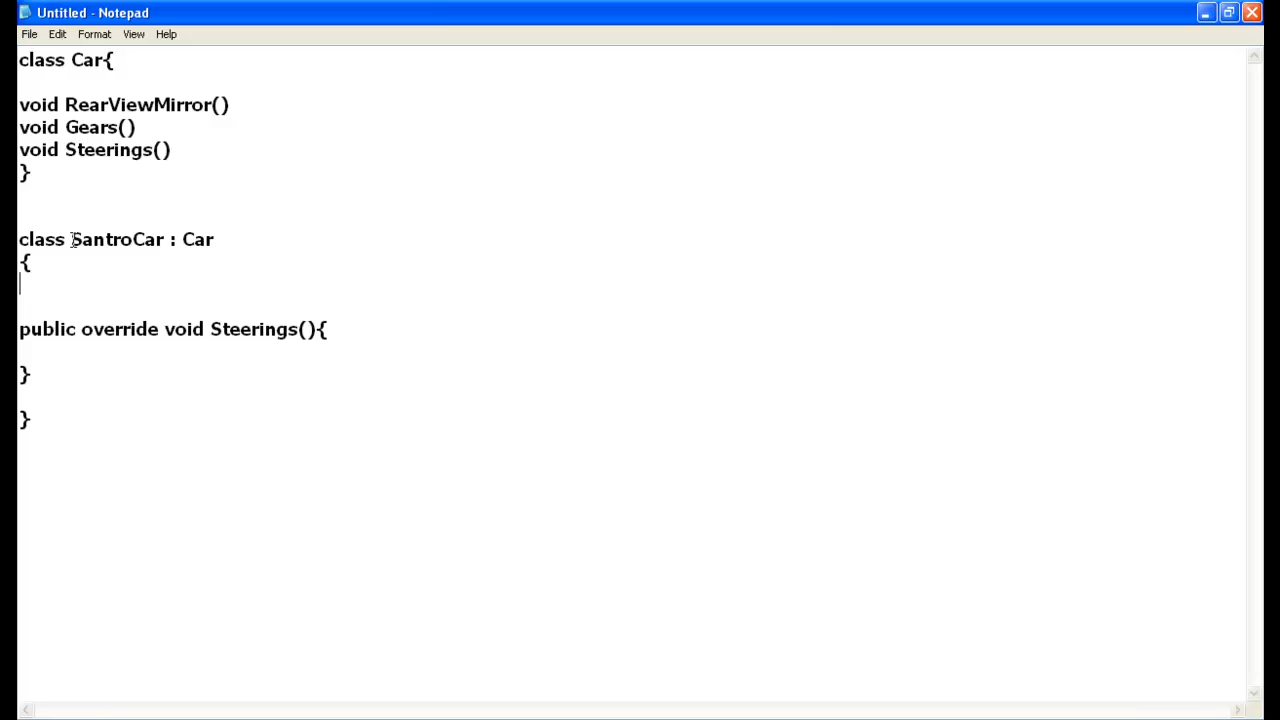 Untitled - Notepad
File Edit Format View Help
class Car{
void RearViewMirror()
void Gears()
void Steerings()
}
class SantroCar : Car
{
public override void Steerings(){
}
}